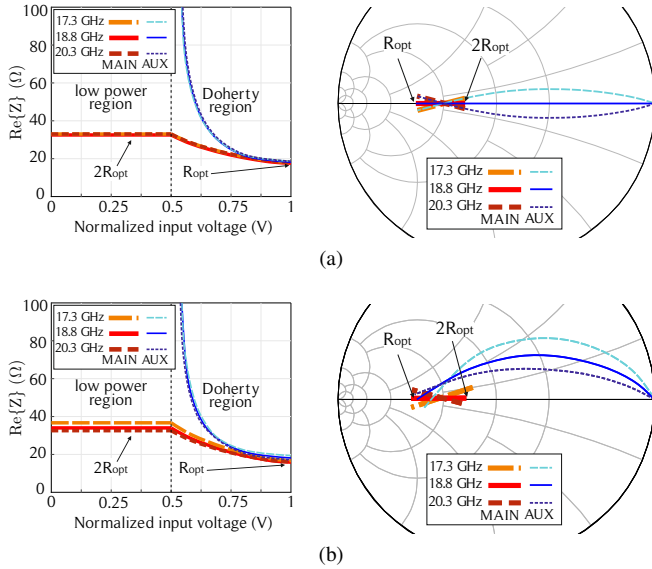 100
80
60
40
20
0
Re{Z} (Ω)
17.3 GHz
18.8 GHz
20.3 GHz
MAIN AUX
low power
region
Doherty
region
2Ropt
Ropt
0 0.25 0.5 0.75 1
Normalized input voltage (V)
Ropt
2Ropt
17.3 GHz
18.8 GHz
20.3 GHz
MAIN AUX
(a)
100
80
60
40
20
0
Re{Z} (Ω)
17.3 GHz
18.8 GHz
20.3 GHz
MAIN AUX
low power
region
Doherty
region
2Ropt
Ropt
0 0.25 0.5 0.75 1
Normalized input voltage (V)
Ropt
2Ropt
17.3 GHz
18.8 GHz
20.3 GHz
MAIN AUX
(b)